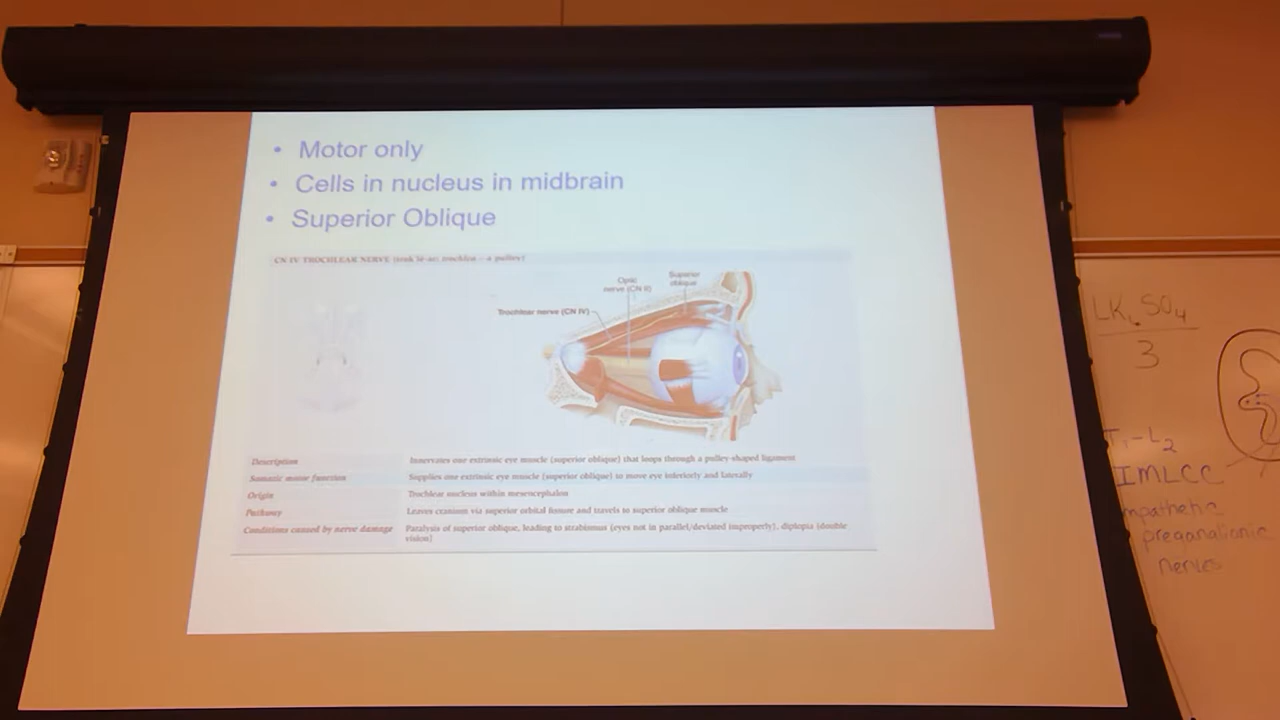 • Motor only
• Cells in nucleus in midbrain
• Superior Oblique
CN IV TROCHLEAR NERVE (trok'lē-ar; trochlea = a pulley)
Optic
nerve (CN II)
Superior
oblique
Trochlear nerve (CN IV)
Description Innervates one extrinsic eye muscle (superior oblique) that loops through a pulley-shaped ligament
Somatic motor function Supplies one extrinsic eye muscle (superior oblique) to move eye inferiorly and laterally
Origin Trochlear nucleus within mesencephalon
Pathway Leaves cranium via superior orbital fissure and travels to superior oblique muscle
Conditions caused by nerve damage Paralysis of superior oblique, leading to strabismus (eyes not in parallel/deviated improperly), diplopia (double
vision)
LR6 SO4
3
T1-L2
IMLCC
mpathetic
preganglionic
nerves